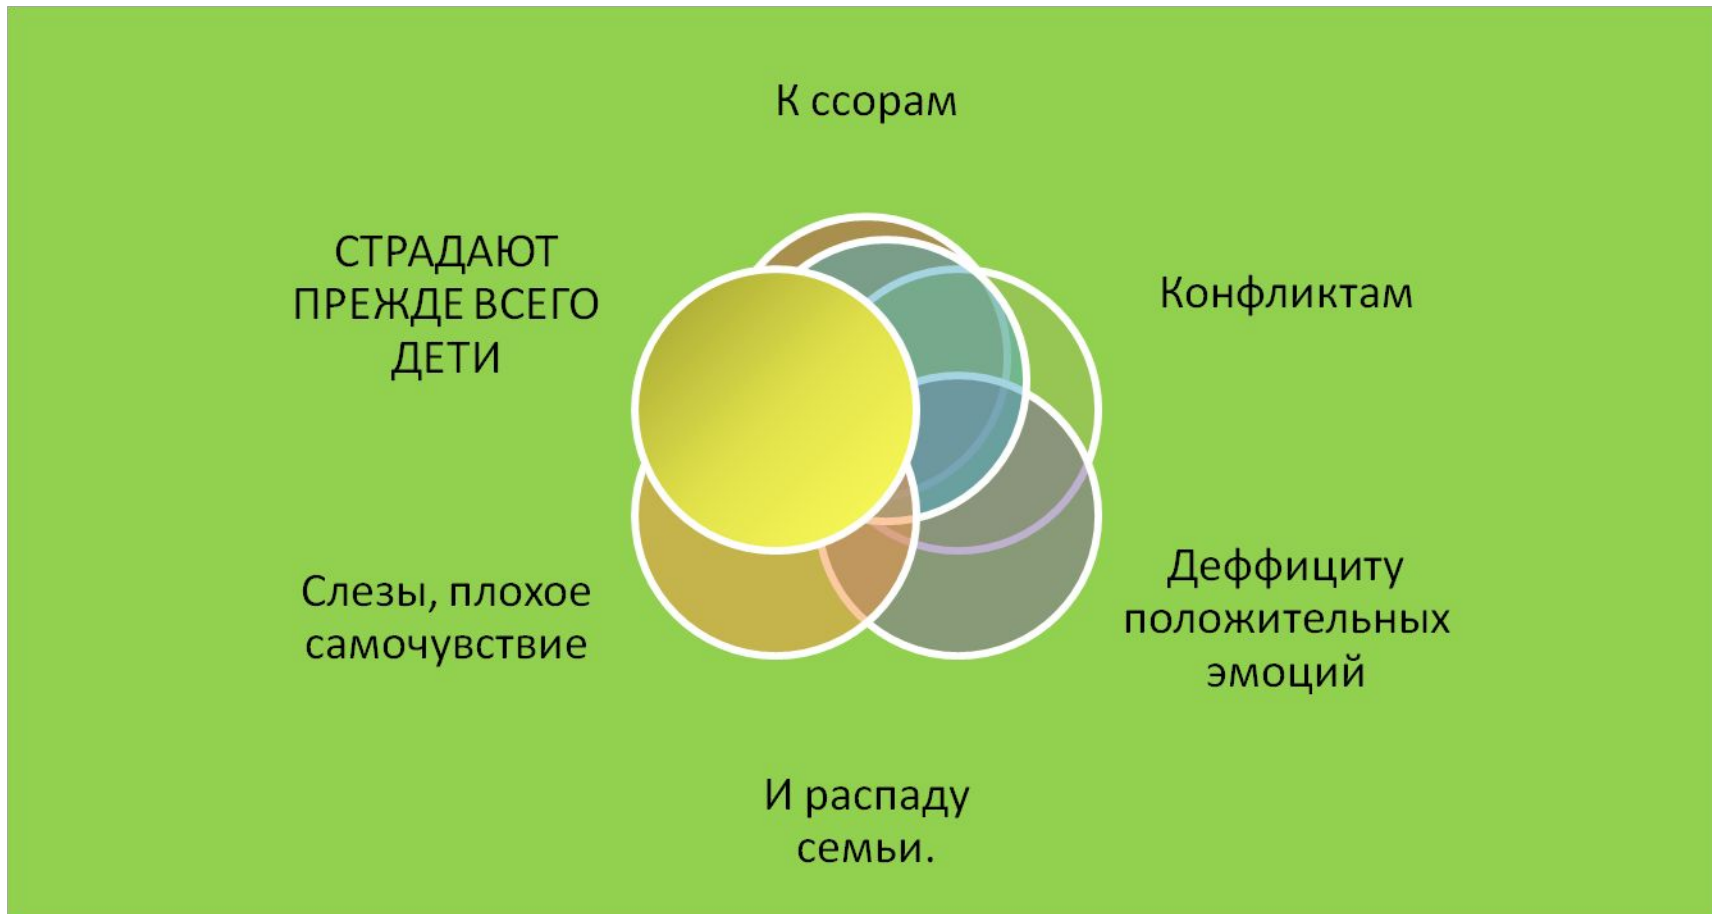 К ссорам
СТРАДАЮТ
ПРЕЖДЕ ВСЕГО
ДЕТИ
Конфликтам
Слезы, плохое
самочувствие
Деффициту
положительных
эмоций
И распаду
семьи.